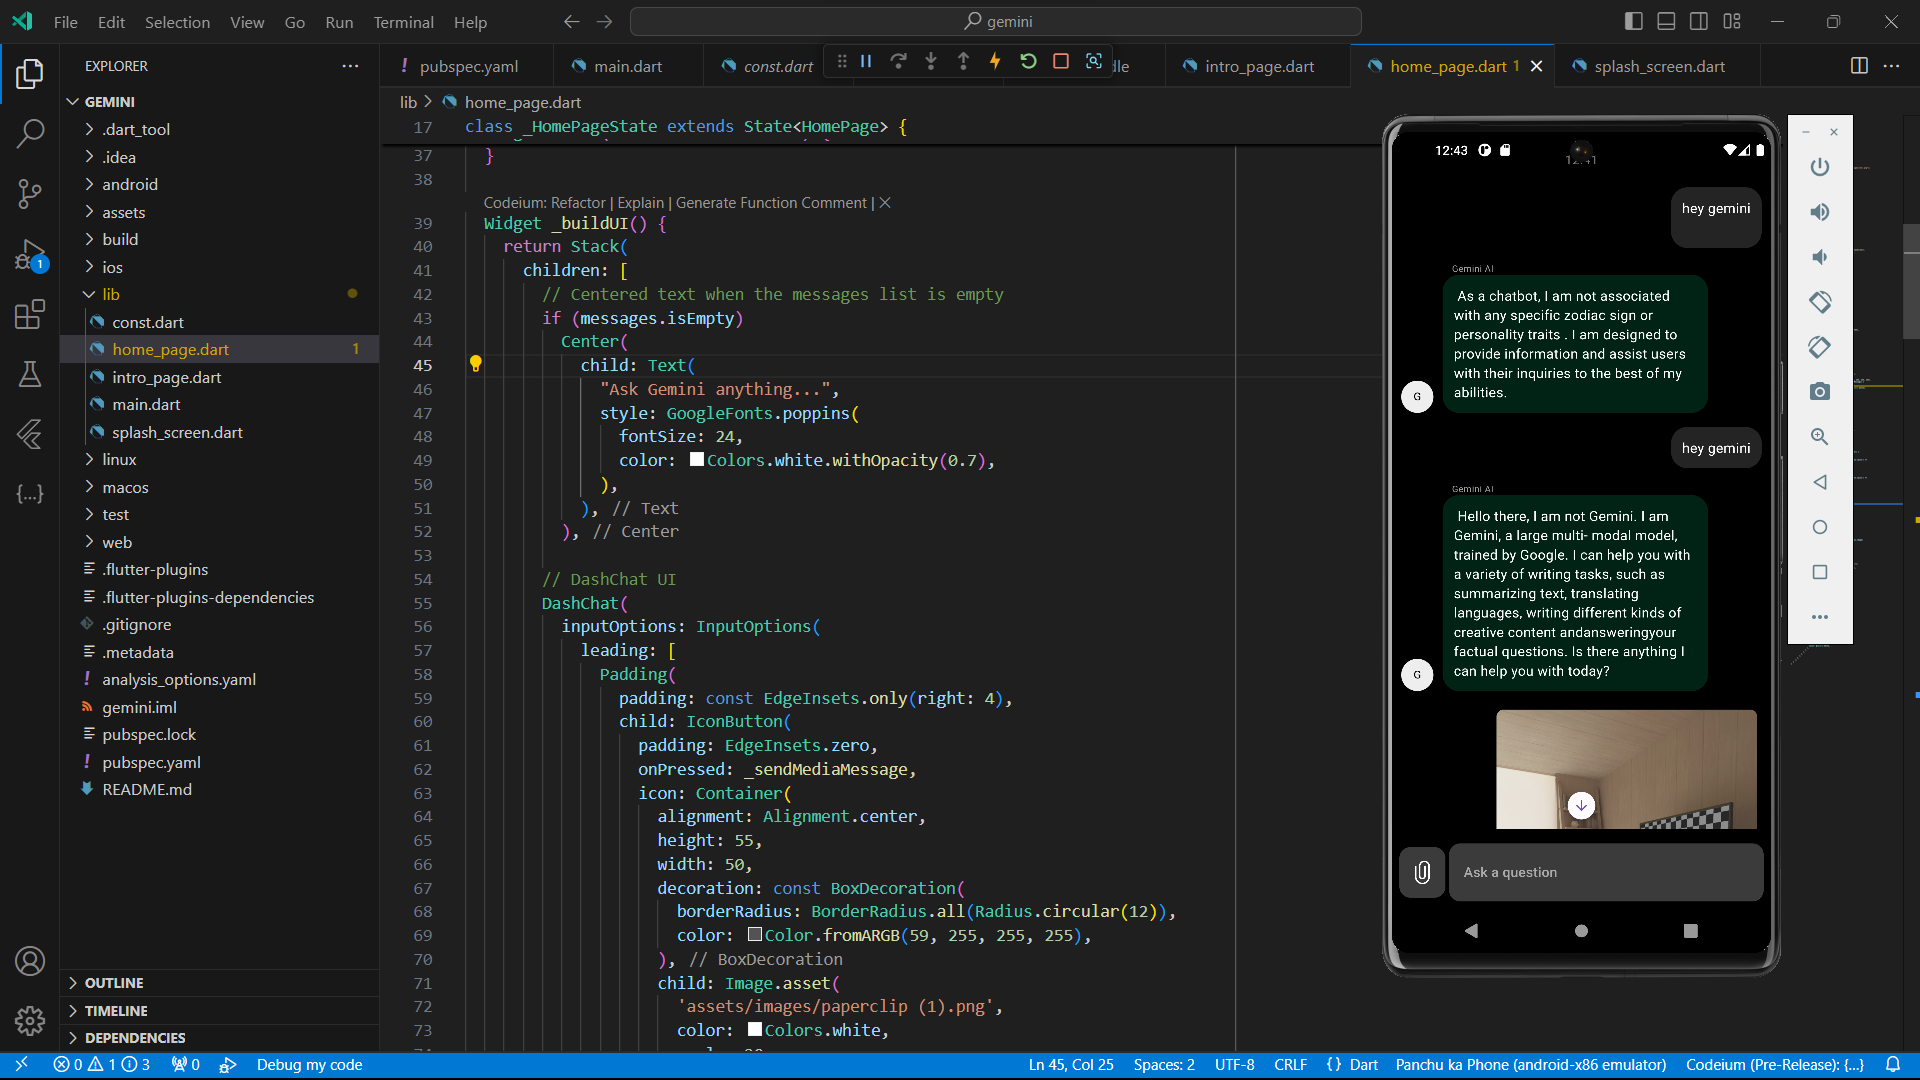 File Edit Selection View Go Run Terminal Help
gemini
EXPLORER
GEMINI
.dart_tool
.idea
android
assets
build
ios
lib
const.dart
home_page.dart 1
intro_page.dart
main.dart
splash_screen.dart
linux
macos
test
web
.flutter-plugins
.flutter-plugins-dependencies
.gitignore
.metadata
analysis_options.yaml
gemini.iml
pubspec.lock
pubspec.yaml
README.md
OUTLINE
TIMELINE
DEPENDENCIES
1
pubspec.yaml main.dart const.dart dle intro_page.dart home_page.dart 1 splash_screen.dart
lib > home_page.dart
17 class _HomePageState extends State<HomePage> {
37 }
38
Codeium: Refactor | Explain | Generate Function Comment | X
39 Widget _buildUI() {
40 return Stack(
41 children: [
42 // Centered text when the messages list is empty
43 if (messages.isEmpty)
44 Center(
45 child: Text(
46 "Ask Gemini anything...",
47 style: GoogleFonts.poppins(
48 fontSize: 24,
49 color: Colors.white.withOpacity(0.7),
50 ),
51 ), // Text
52 ), // Center
53
54 // DashChat UI
55 DashChat(
56 inputOptions: InputOptions(
57 leading: [
58 Padding(
59 padding: const EdgeInsets.only(right: 4),
60 child: IconButton(
61 padding: EdgeInsets.zero,
62 onPressed: _sendMediaMessage,
63 icon: Container(
64 alignment: Alignment.center,
65 height: 55,
66 width: 50,
67 decoration: const BoxDecoration(
68 borderRadius: BorderRadius.all(Radius.circular(12)),
69 color: Color.fromARGB(59, 255, 255, 255),
70 ), // BoxDecoration
71 child: Image.asset(
72 'assets/images/paperclip (1).png',
73 color: Colors.white,
12:43
12:41
hey gemini
Gemini AI
As a chatbot, I am not associated
with any specific zodiac sign or
personality traits . I am designed to
provide information and assist users
with their inquiries to the best of my
abilities.
G
hey gemini
Gemini AI
Hello there, I am not Gemini. I am
Gemini, a large multi- modal model,
trained by Google. I can help you with
a variety of writing tasks, such as
summarizing text, translating
languages, writing different kinds of
creative content andansweringyour
factual questions. Is there anything I
can help you with today?
G
Ask a question
0 1 3 0 Debug my code Ln 45, Col 25 Spaces: 2 UTF-8 CRLF {} Dart Panchu ka Phone (android-x86 emulator) Codeium (Pre-Release): {...}